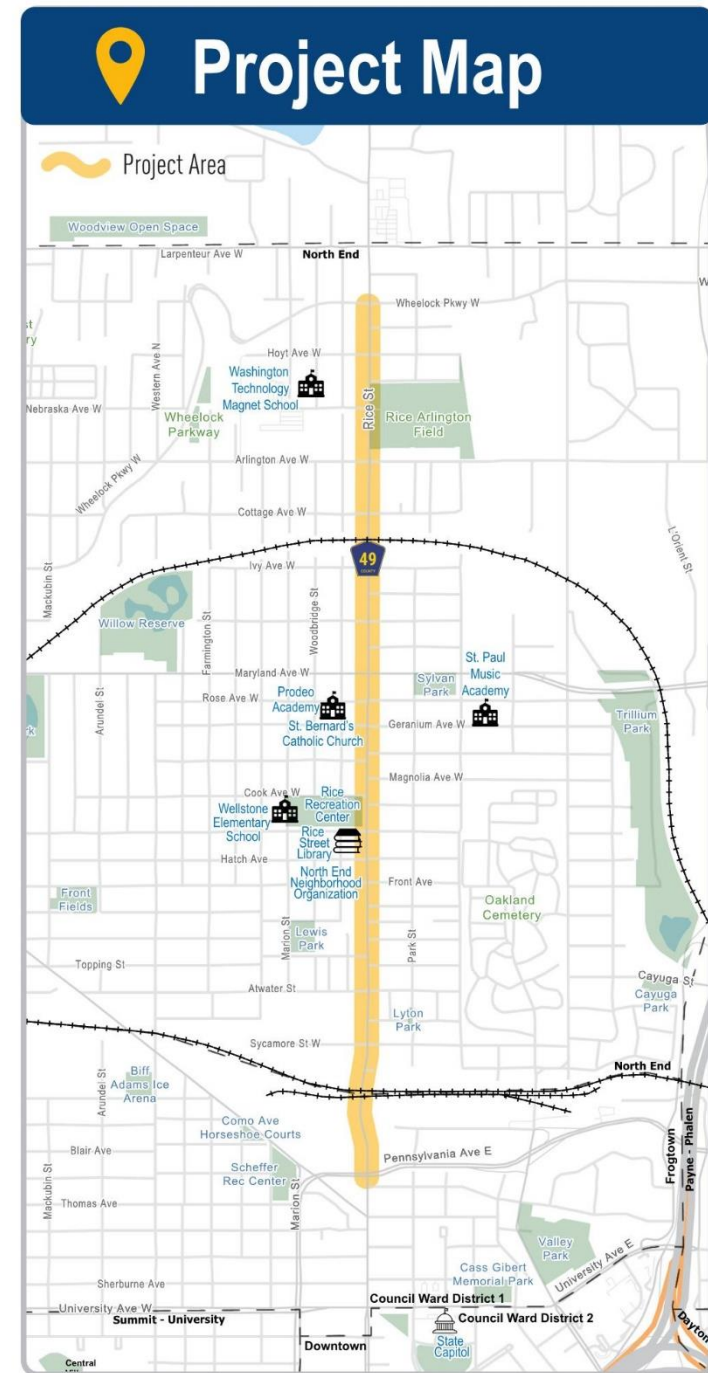 Project Map
Project Area
Woodview Open Space
Larpenteur Ave W
North End
Wheelock Pkwy W
Hoyt Ave W
Western Ave N
Washington
Technology
Magnet School
Rice St
Nebraska Ave W
Wheelock
Parkway
Rice Arlington
Field
Arlington Ave W
Wheelock Pkwy W
Cottage Ave W
49
COUNTY
Ivy Ave W
L'Orient St
Mackubin St
Willow Reserve
Farmington St
Woodbridge St
Maryland Ave W
St. Paul
Music
Academy
Sylvan
Park
Rose Ave W
Prodeo
Academy
St. Bernard's
Catholic Church
Arundel St
Geranium Ave W
Trillium
Park
Magnolia Ave W
Cook Ave W
Rice
Recreation
Center
Wellstone
Elementary
School
Rice
Street
Library
Hatch Ave
North End
Neighborhood
Organization
Front Ave
Front
Fields
Oakland
Cemetery
Marion St
Lewis
Park
Park St
Topping St
Atwater St
Cayuga St
Cayuga
Park
Lyton
Park
Sycamore St W
North End
Biff
Adams Ice
Arena
Arundel St
Como Ave
Horseshoe Courts
Blair Ave
Pennsylvania Ave E
Frogtown
Payne - Phalen
Scheffer
Rec Center
Mackubin St
Marion St
Thomas Ave
Valley
Park
University Ave E
Cass Gibert
Memorial Park
Sherburne Ave
Council Ward District 1
University Ave W
Summit - University
Council Ward District 2
State
Capitol
Downtown
Dayton
Central